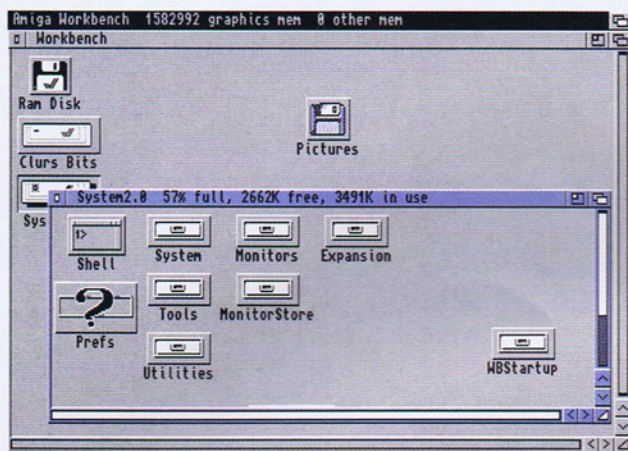 Amiga Workbench 1582992 graphics mem 0 other mem
Workbench
Ram Disk
Pictures
Clurs Bits
System2.0 57% full, 2662K free, 3491K in use
Sys
1>
Shell
System
Monitors
Expansion
Prefs
Tools
MonitorStore
Utilities
WBStartup